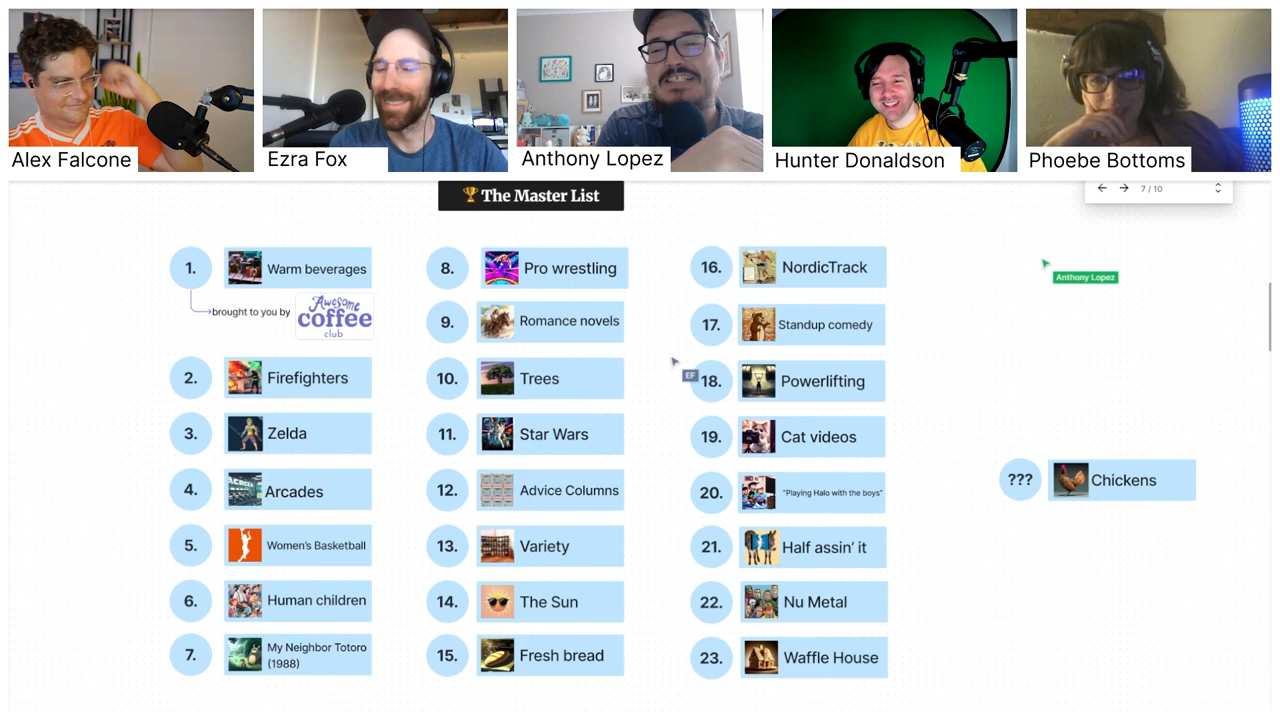 Alex Falcone
Ezra Fox
Anthony Lopez
Hunter Donaldson
Phoebe Bottoms
🏆 The Master List
7 / 10
1. Warm beverages
brought to you by
Awesome
coffee
club
2. Firefighters
3. Zelda
4. Arcades
5. Women's Basketball
6. Human children
7. My Neighbor Totoro
(1988)
8. Pro wrestling
9. Romance novels
10. Trees
11. Star Wars
12. Advice Columns
13. Variety
14. The Sun
15. Fresh bread
16. NordicTrack
17. Standup comedy
EF
18. Powerlifting
19. Cat videos
20. "Playing Halo with the boys"
21. Half assin' it
22. Nu Metal
23. Waffle House
Anthony Lopez
??? Chickens